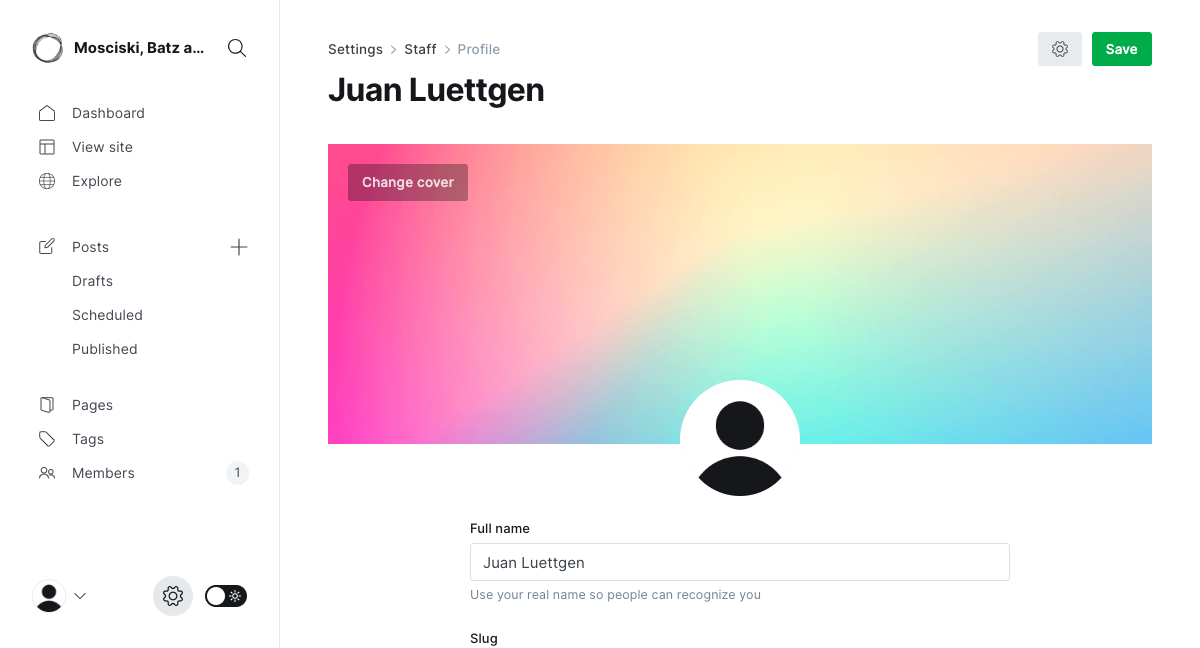 Mosciski, Batz a...
Dashboard
View site
Explore
Posts
Drafts
Scheduled
Published
Pages
Tags
Members
1
Settings
Staff
Profile
Save
Juan Luettgen
Change cover
Full name
Juan Luettgen
Use your real name so people can recognize you
Slug